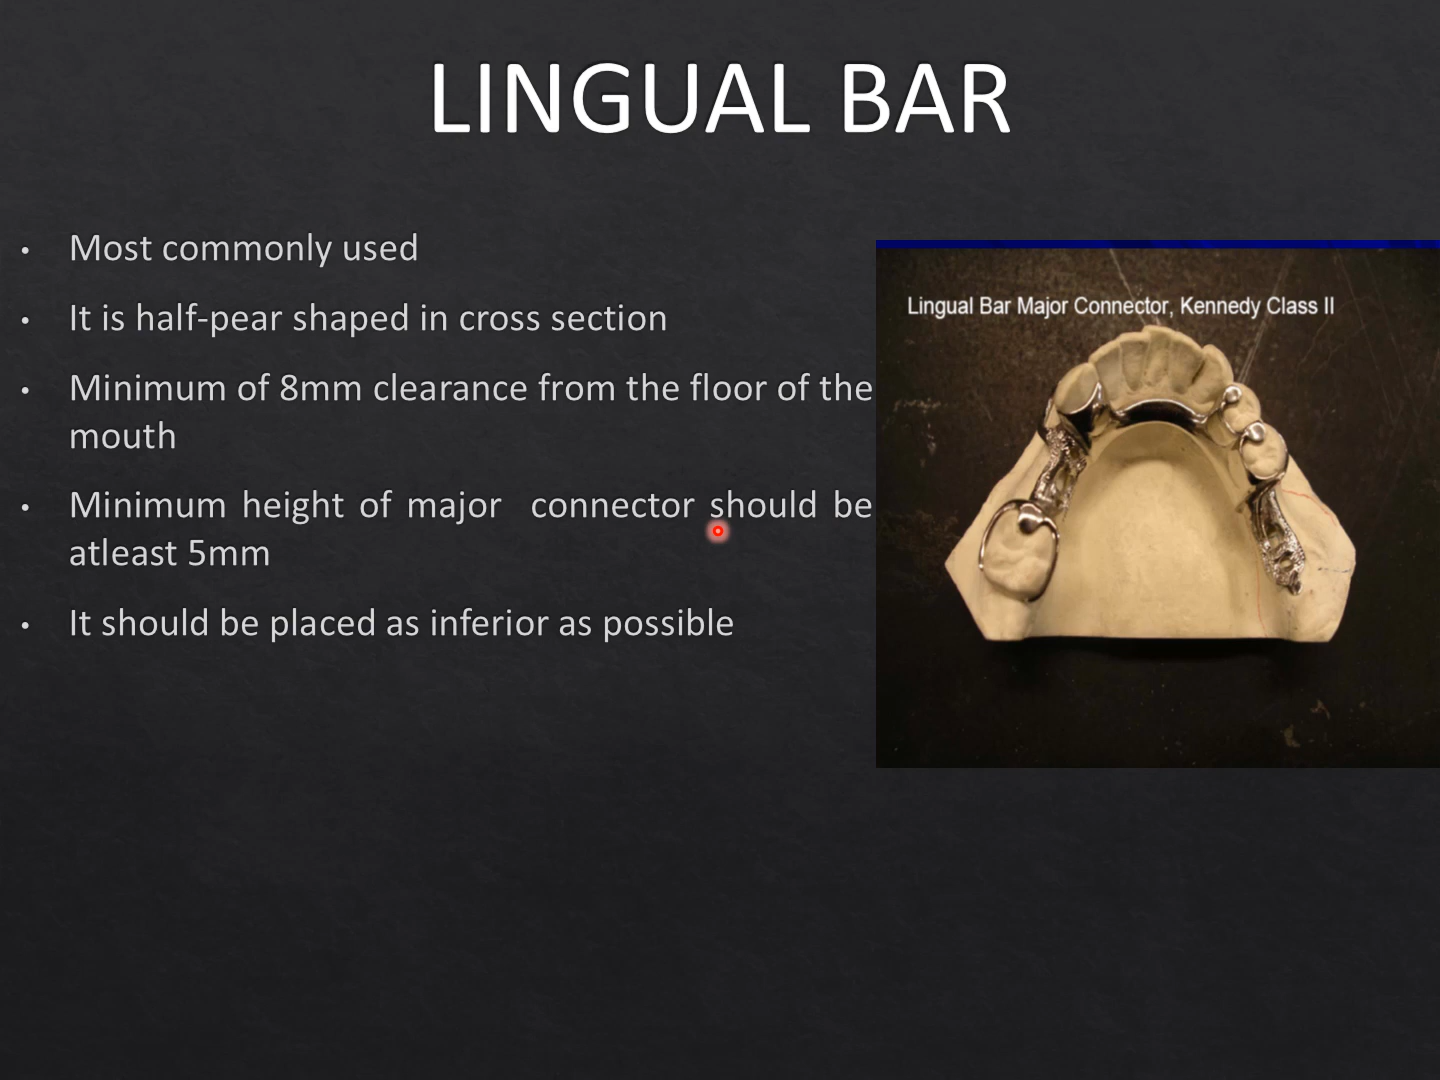 LINGUAL BAR
• Most commonly used
• It is half-pear shaped in cross section
• Minimum of 8mm clearance from the floor of the
mouth
• Minimum height of major connector should be
atleast 5mm
• It should be placed as inferior as possible
Lingual Bar Major Connector, Kennedy Class II